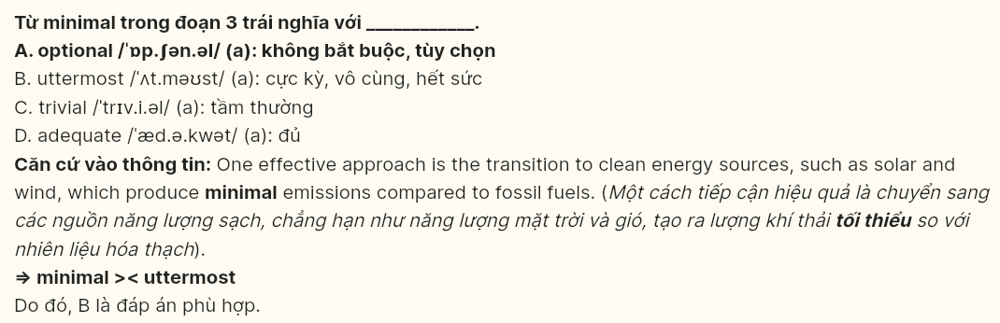 Từ minimal trong đoạn 3 trái nghĩa với ____________.
A. optional /ˈɒp.ʃən.əl/ (a): không bắt buộc, tùy chọn
B. uttermost /ˈʌt.məʊst/ (a): cực kỳ, vô cùng, hết sức
C. trivial /ˈtrɪv.i.əl/ (a): tầm thường
D. adequate /ˈæd.ə.kwət/ (a): đủ
Căn cứ vào thông tin: One effective approach is the transition to clean energy sources, such as solar and
wind, which produce minimal emissions compared to fossil fuels. (Một cách tiếp cận hiệu quả là chuyển sang
các nguồn năng lượng sạch, chẳng hạn như năng lượng mặt trời và gió, tạo ra lượng khí thải tối thiểu so với
nhiên liệu hóa thạch).
⇒ minimal >< uttermost
Do đó, B là đáp án phù hợp.